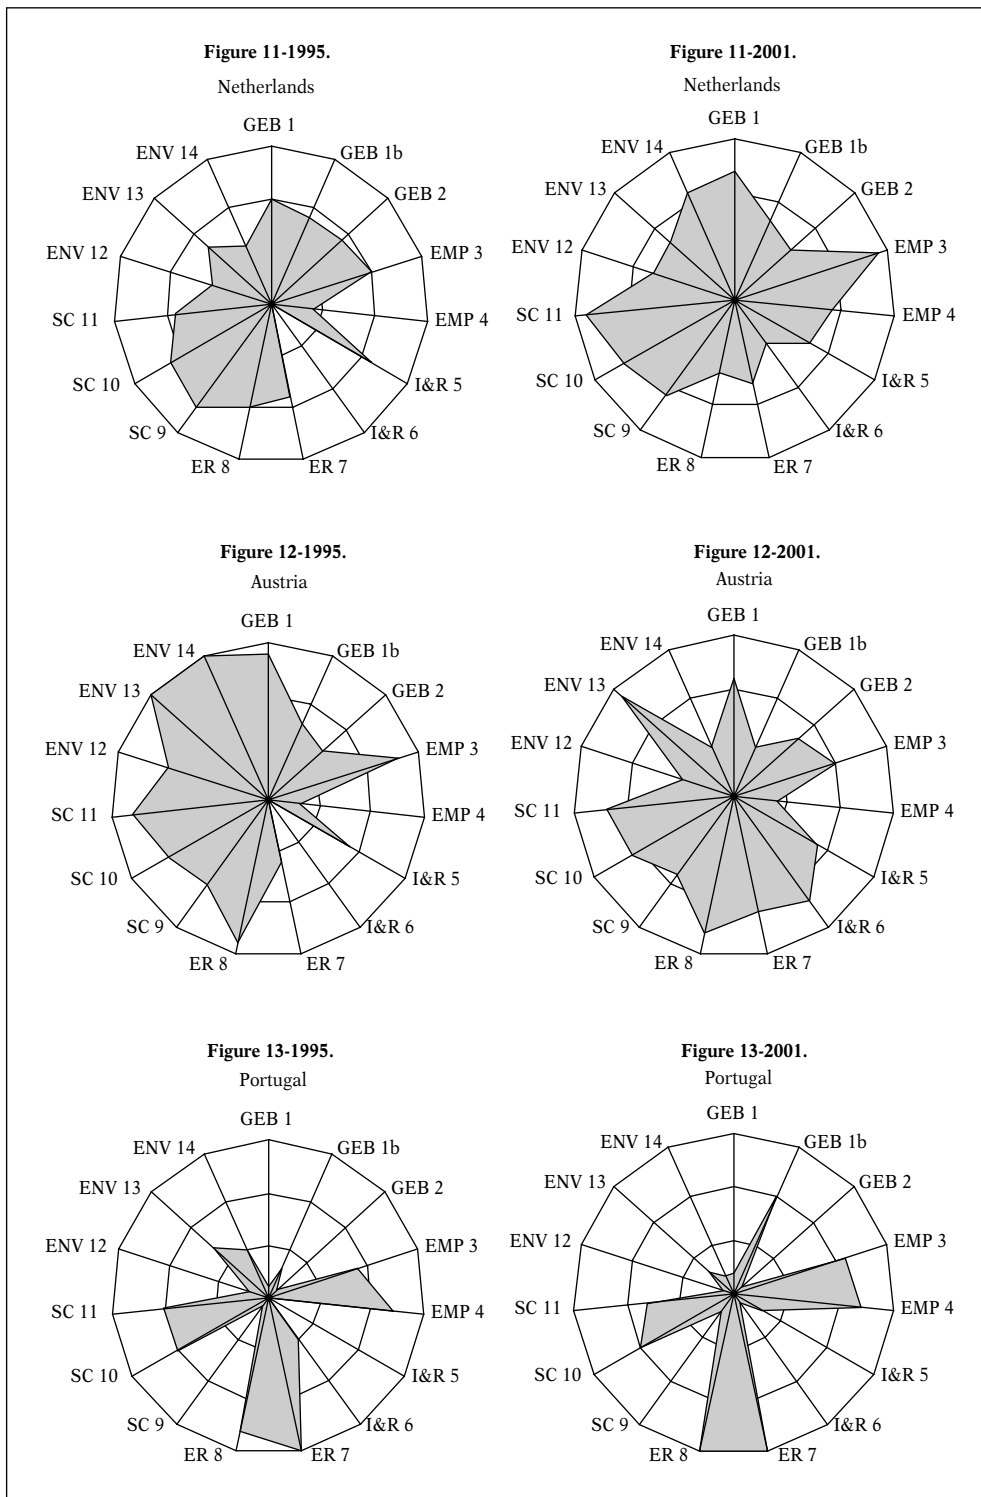 Figure 11-1995.
Netherlands
GEB 1
GEB 1b
GEB 2
EMP 3
EMP 4
I&R 5
I&R 6
ER 7
ER 8
SC 9
SC 10
SC 11
ENV 12
ENV 13
ENV 14
Figure 11-2001.
Netherlands
GEB 1
GEB 1b
GEB 2
EMP 3
EMP 4
I&R 5
I&R 6
ER 7
ER 8
SC 9
SC 10
SC 11
ENV 12
ENV 13
ENV 14
Figure 12-1995.
Austria
GEB 1
GEB 1b
GEB 2
EMP 3
EMP 4
I&R 5
I&R 6
ER 7
ER 8
SC 9
SC 10
SC 11
ENV 12
ENV 13
ENV 14
Figure 12-2001.
Austria
GEB 1
GEB 1b
GEB 2
EMP 3
EMP 4
I&R 5
I&R 6
ER 7
ER 8
SC 9
SC 10
SC 11
ENV 12
ENV 13
ENV 14
Figure 13-1995.
Portugal
GEB 1
GEB 1b
GEB 2
EMP 3
EMP 4
I&R 5
I&R 6
ER 7
ER 8
SC 9
SC 10
SC 11
ENV 12
ENV 13
ENV 14
Figure 13-2001.
Portugal
GEB 1
GEB 1b
GEB 2
EMP 3
EMP 4
I&R 5
I&R 6
ER 7
ER 8
SC 9
SC 10
SC 11
ENV 12
ENV 13
ENV 14